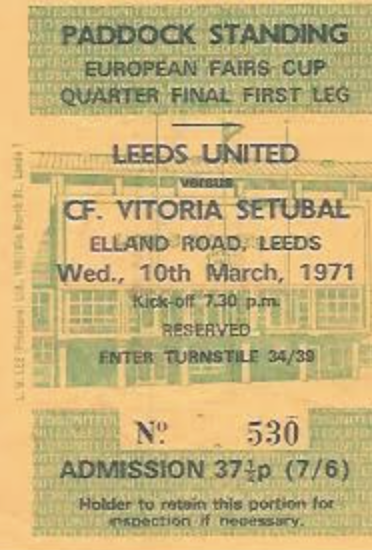 PADDOCK STANDING
EUROPEAN FAIRS CUP
QUARTER FINAL FIRST LEG
LEEDS UNITED
versus
CF. VITORIA SETUBAL
ELLAND ROAD, LEEDS
Wed., 10th March, 1971
Kick-off 7.30 p.m.
RESERVED
ENTER TURNSTILE 34/39
Nº 530
ADMISSION 37½p (7/6)
Holder to retain this portion for
inspection if necessary.